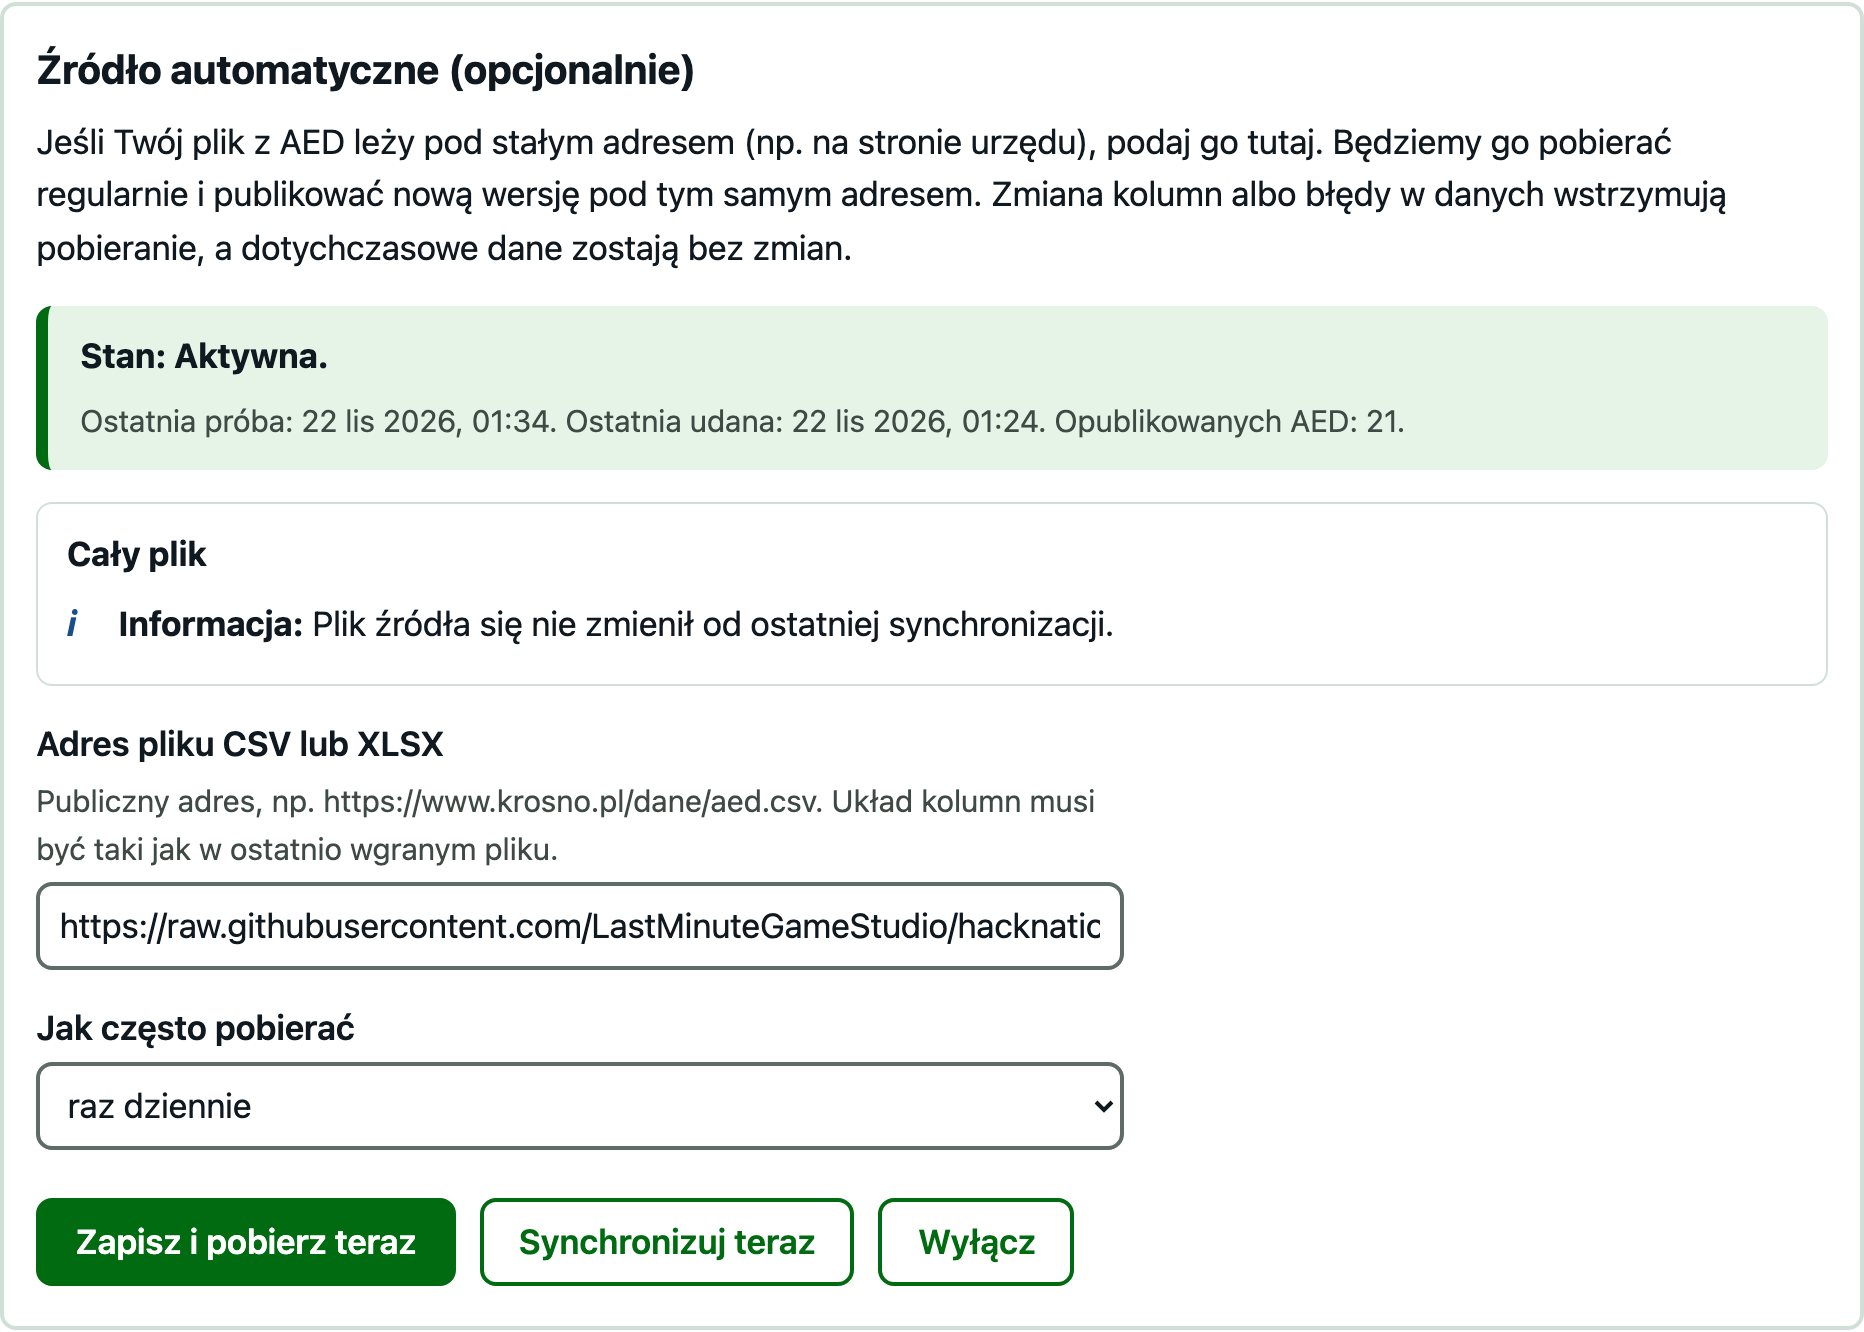 Źródło automatyczne (opcjonalnie)
Jeśli Twój plik z AED leży pod stałym adresem (np. na stronie urzędu), podaj go tutaj. Będziemy go pobierać
regularnie i publikować nową wersję pod tym samym adresem. Zmiana kolumn albo błędy w danych wstrzymują
pobieranie, a dotychczasowe dane zostają bez zmian.
Stan: Aktywna.
Ostatnia próba: 22 lis 2026, 01:34. Ostatnia udana: 22 lis 2026, 01:24. Opublikowanych AED: 21.
Cały plik
i Informacja: Plik źródła się nie zmienił od ostatniej synchronizacji.
Adres pliku CSV lub XLSX
Publiczny adres, np. https://www.krosno.pl/dane/aed.csv. Układ kolumn musi
być taki jak w ostatnio wgranym pliku.
https://raw.githubusercontent.com/LastMinuteGameStudio/hacknatic
Jak często pobierać
raz dziennie
Zapisz i pobierz teraz Synchronizuj teraz Wyłącz